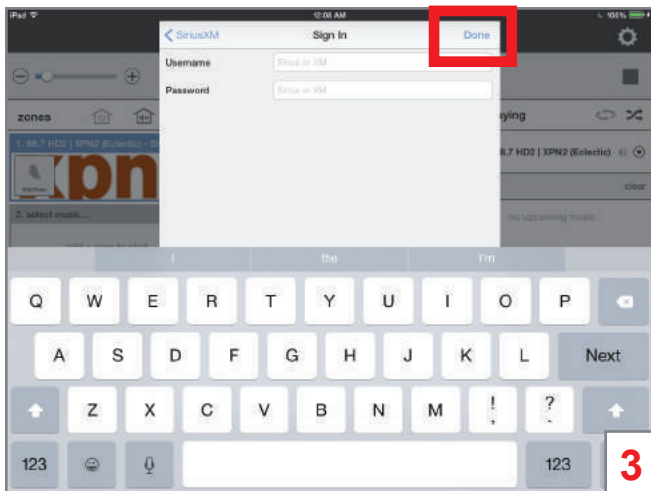 iPad 12:08 AM 100%
SiriusXM Sign In Done
Username Sirius or XM
Password Sirius or XM
zones ying
1. 88.7 HD2 | XPN2 (Eclectic) - S
8.7 HD2 | XPN2 (Eclectic)
xpn
kitchen
clear
2. select music...
no upcoming music
I the I'm
Q W E R T Y U I O P
A S D F G H J K L Next
Z X C V B N M ! , ? .
123 123
3